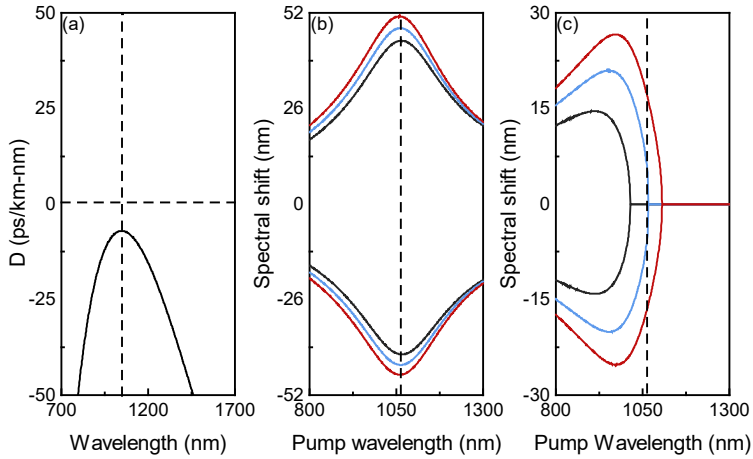 (a)
50
25
0
-25
-50
700
1200
1700
D (ps/km-nm)
Wavelength (nm)
(b)
52
26
0
-26
-52
800
1050
1300
Spectral shift (nm)
Pump wavelength (nm)
(c)
30
15
0
-15
-30
800
1050
1300
Spectral shift (nm)
Pump Wavelength (nm)